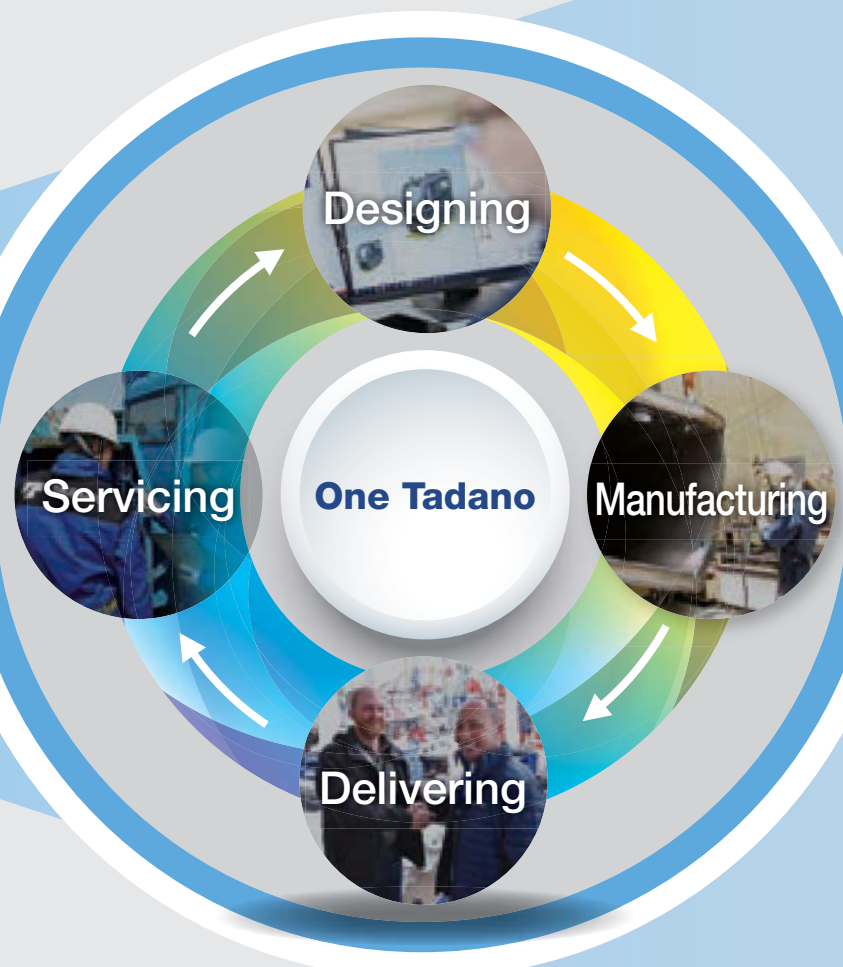 Designing
Servicing
One Tadano
Manufacturing
Delivering